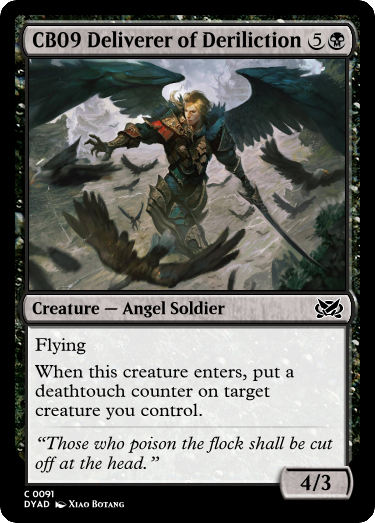 CB09 Deliverer of Deriliction 5
Creature — Angel Soldier
Flying
When this creature enters, put a
deathtouch counter on target
creature you control.
“Those who poison the flock shall be cut
off at the head.”
4/3
C 0091
DYAD Xiao Botang